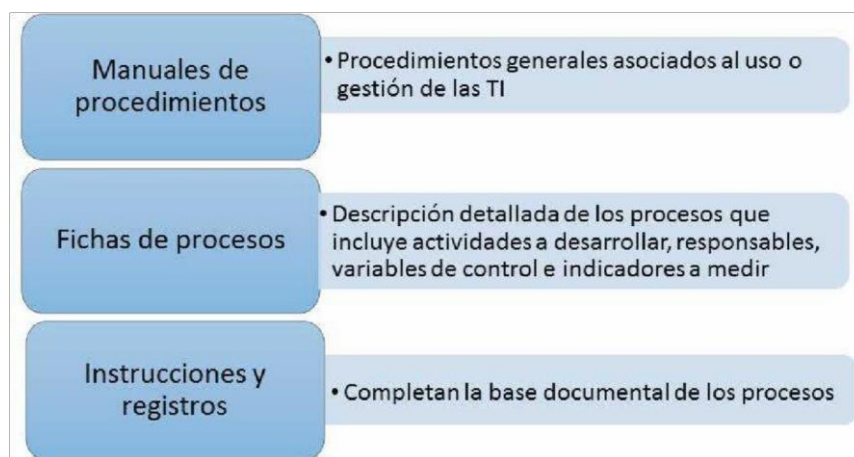 Manuales de
procedimientos
• Procedimientos generales asociados al uso o
gestión de las TI
Fichas de procesos
• Descripción detallada de los procesos que
incluye actividades a desarrollar, responsables,
variables de control e indicadores a medir
Instrucciones y
registros
• Completan la base documental de los procesos